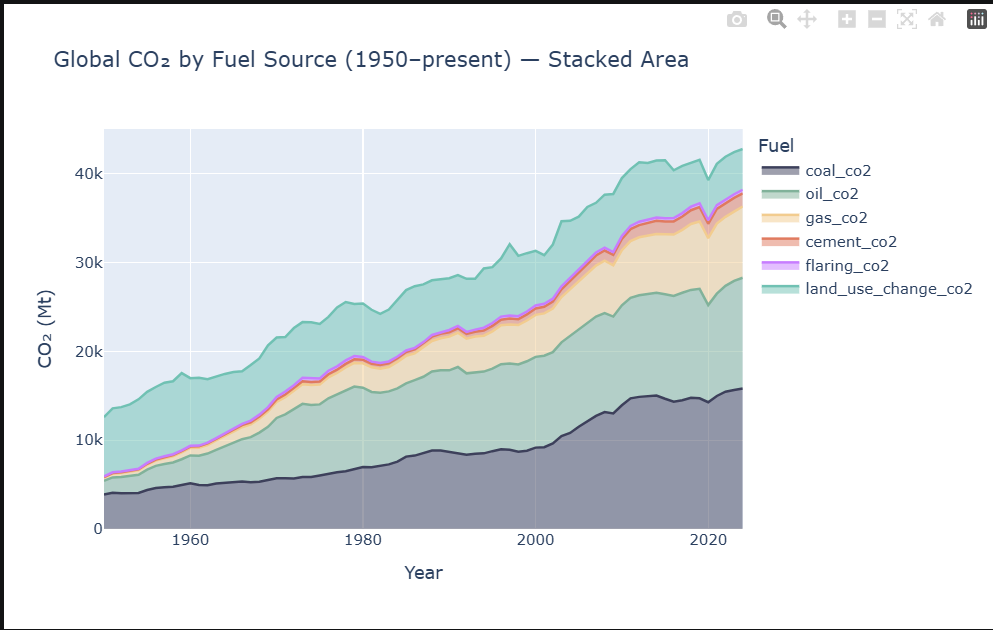 Global CO₂ by Fuel Source (1950–present) — Stacked Area
Fuel
coal_co2
oil_co2
gas_co2
cement_co2
flaring_co2
land_use_change_co2
CO₂ (Mt)
40k
30k
20k
10k
0
1960
1980
2000
2020
Year